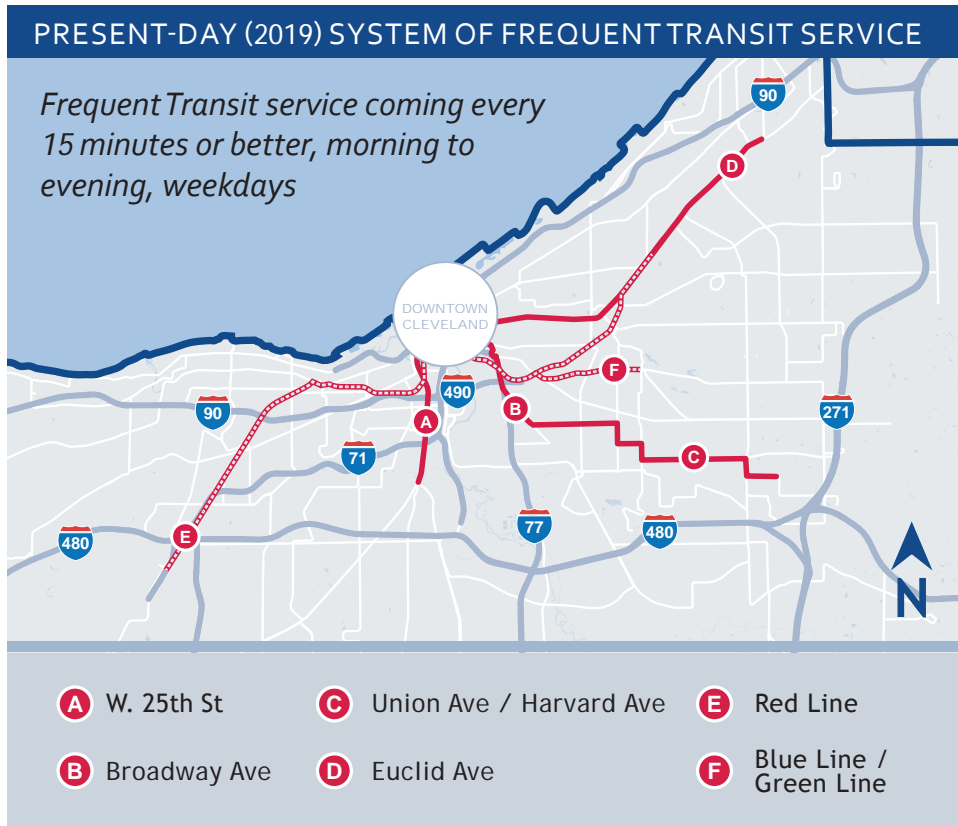 PRESENT-DAY (2019) SYSTEM OF FREQUENT TRANSIT SERVICE
Frequent Transit service coming every
15 minutes or better, morning to
evening, weekdays
90
D
DOWNTOWN
CLEVELAND
F
490
90
A
B
271
71
C
E
480
77
480
N
A W. 25th St
B Broadway Ave
C Union Ave / Harvard Ave
D Euclid Ave
E Red Line
F Blue Line /
Green Line